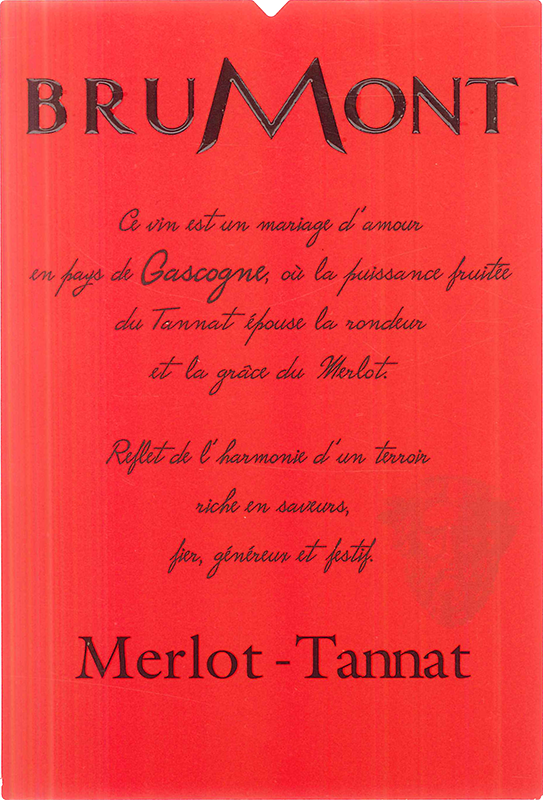 BRUMONT
Ce vin est un mariage d'amour
en pays de Gascogne, où la puissance fruitée
du Tannat épouse la rondeur
et la grâce du Merlot.
Reflet de l'harmonie d'un terroir
riche en saveurs,
fier, généreux et festif.
Merlot - Tannat